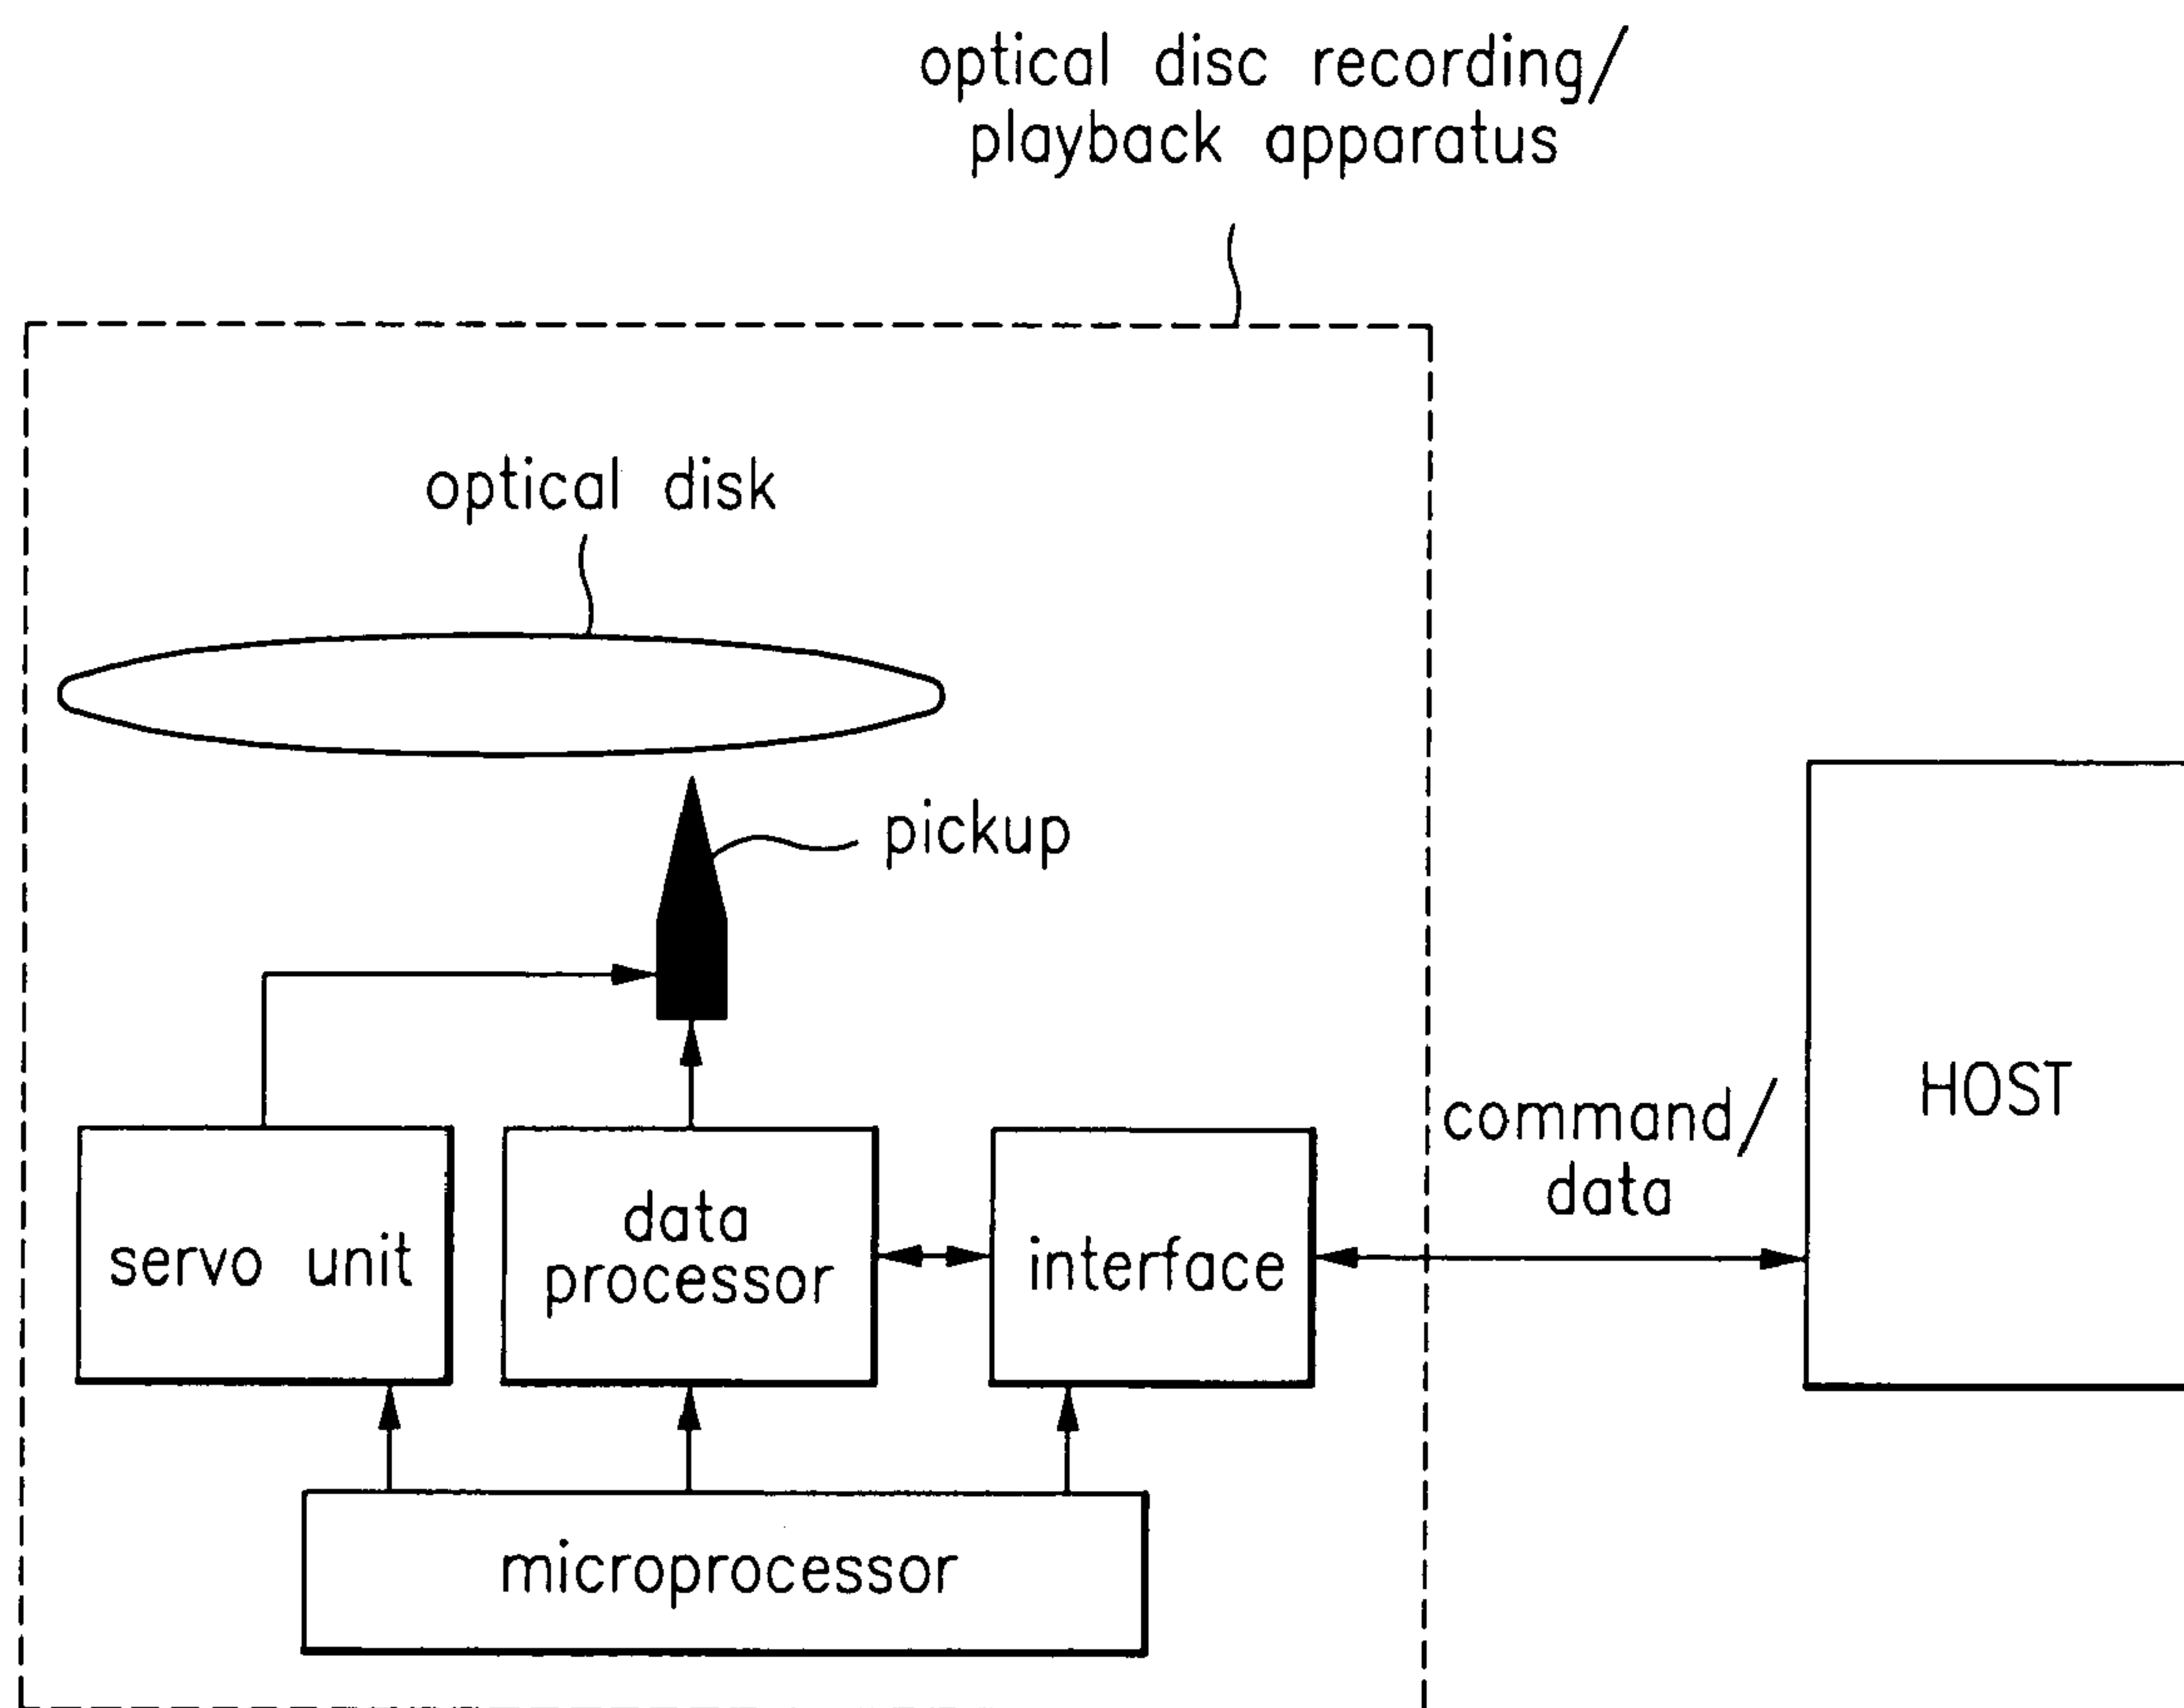 optical disc recording/
playback apparatus
optical disk
pickup
HOST
command/
data
servo unit
data
processor
interface
microprocessor